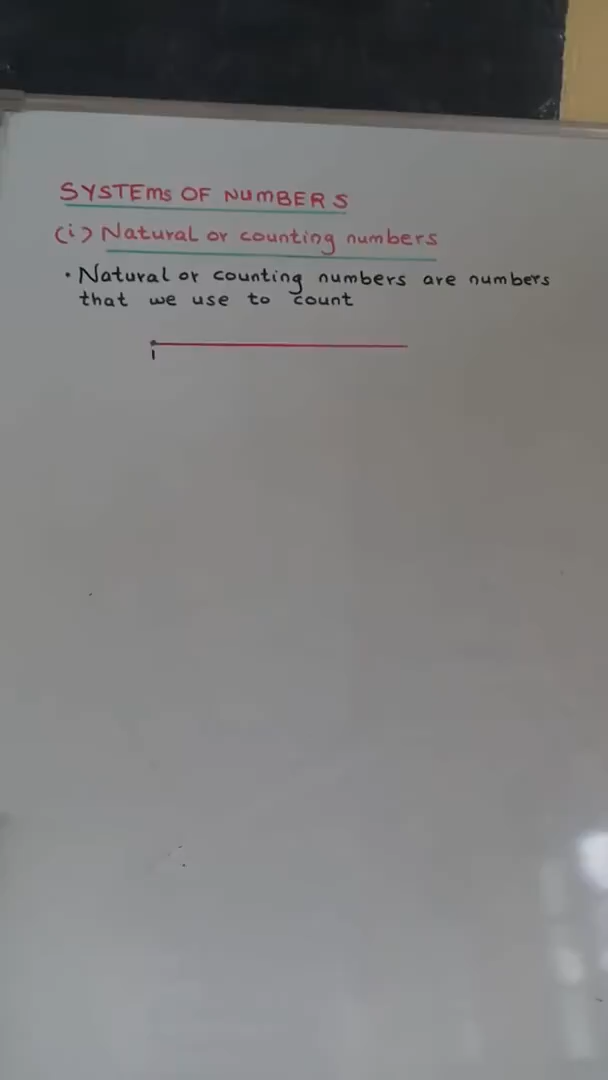 SYSTEMS OF NUMBERS
(i) Natural or counting numbers
• Natural or counting numbers are numbers
that we use to count
1